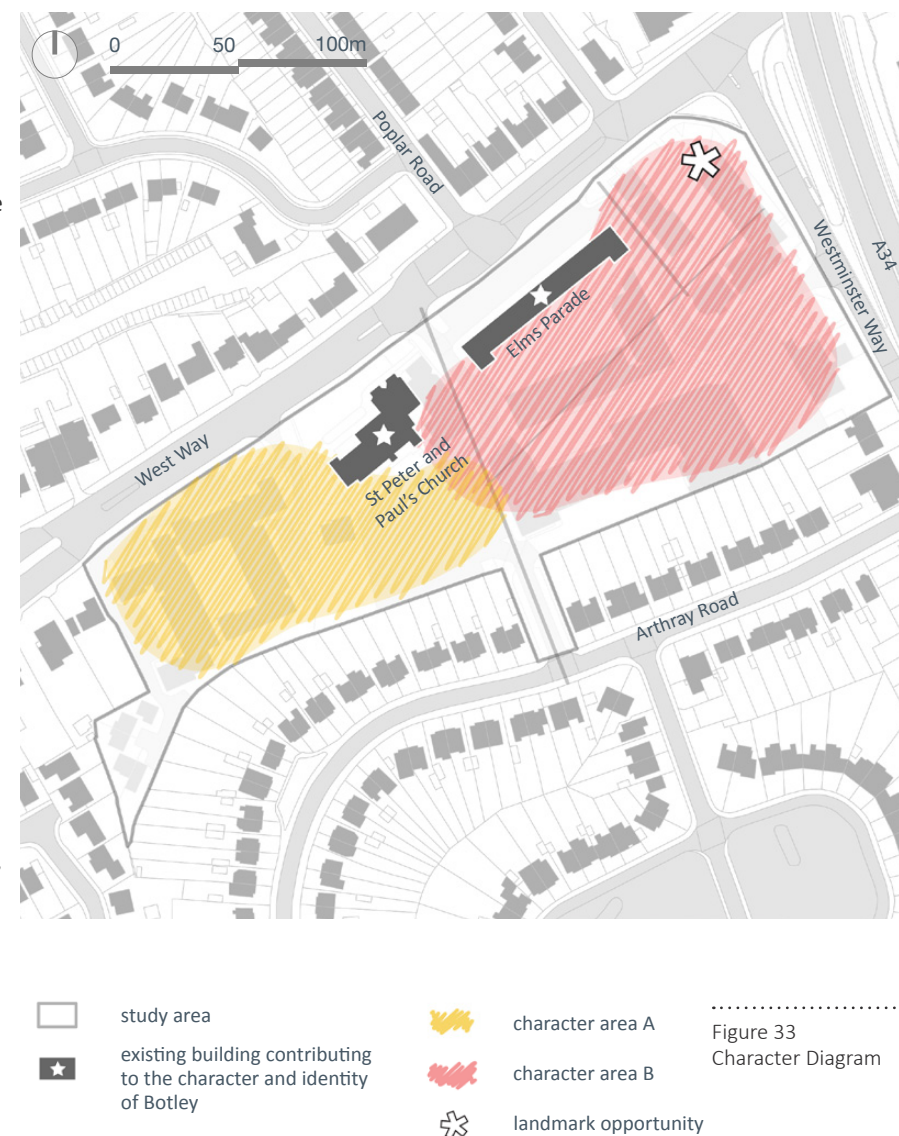 0 50 100m
Poplar Road
Westminster Way
A34
Elms Parade
West Way
St Peter and
Paul's Church
Arthray Road
study area
existing building contributing
to the character and identity
of Botley
character area A
character area B
landmark opportunity
Figure 33
Character Diagram